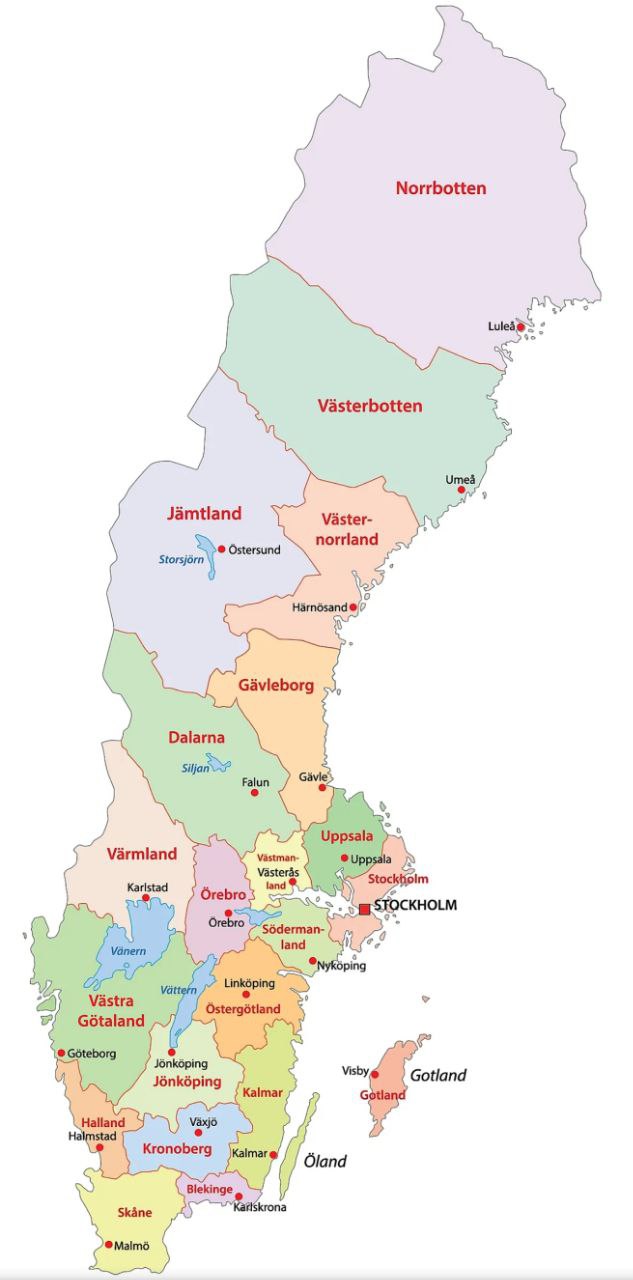 Norrbotten
Luleå
Västerbotten
Umeå
Jämtland
Väster-
norrland
Östersund
Storsjörn
Härnösand
Gävleborg
Dalarna
Siljan
Falun
Gävle
Uppsala
Uppsala
Värmland
Västman-
Västerås
land
Stockholm
Karlstad
Örebro
STOCKHOLM
Örebro
Söderman-
land
Vänern
Nyköping
Vättern
Linköping
Västra
Götaland
Östergötland
Göteborg
Jönköping
Jönköping
Visby
Gotland
Gotland
Kalmar
Halland
Växjö
Halmstad
Kronoberg
Kalmar
Öland
Blekinge
Karlskrona
Skåne
Malmö